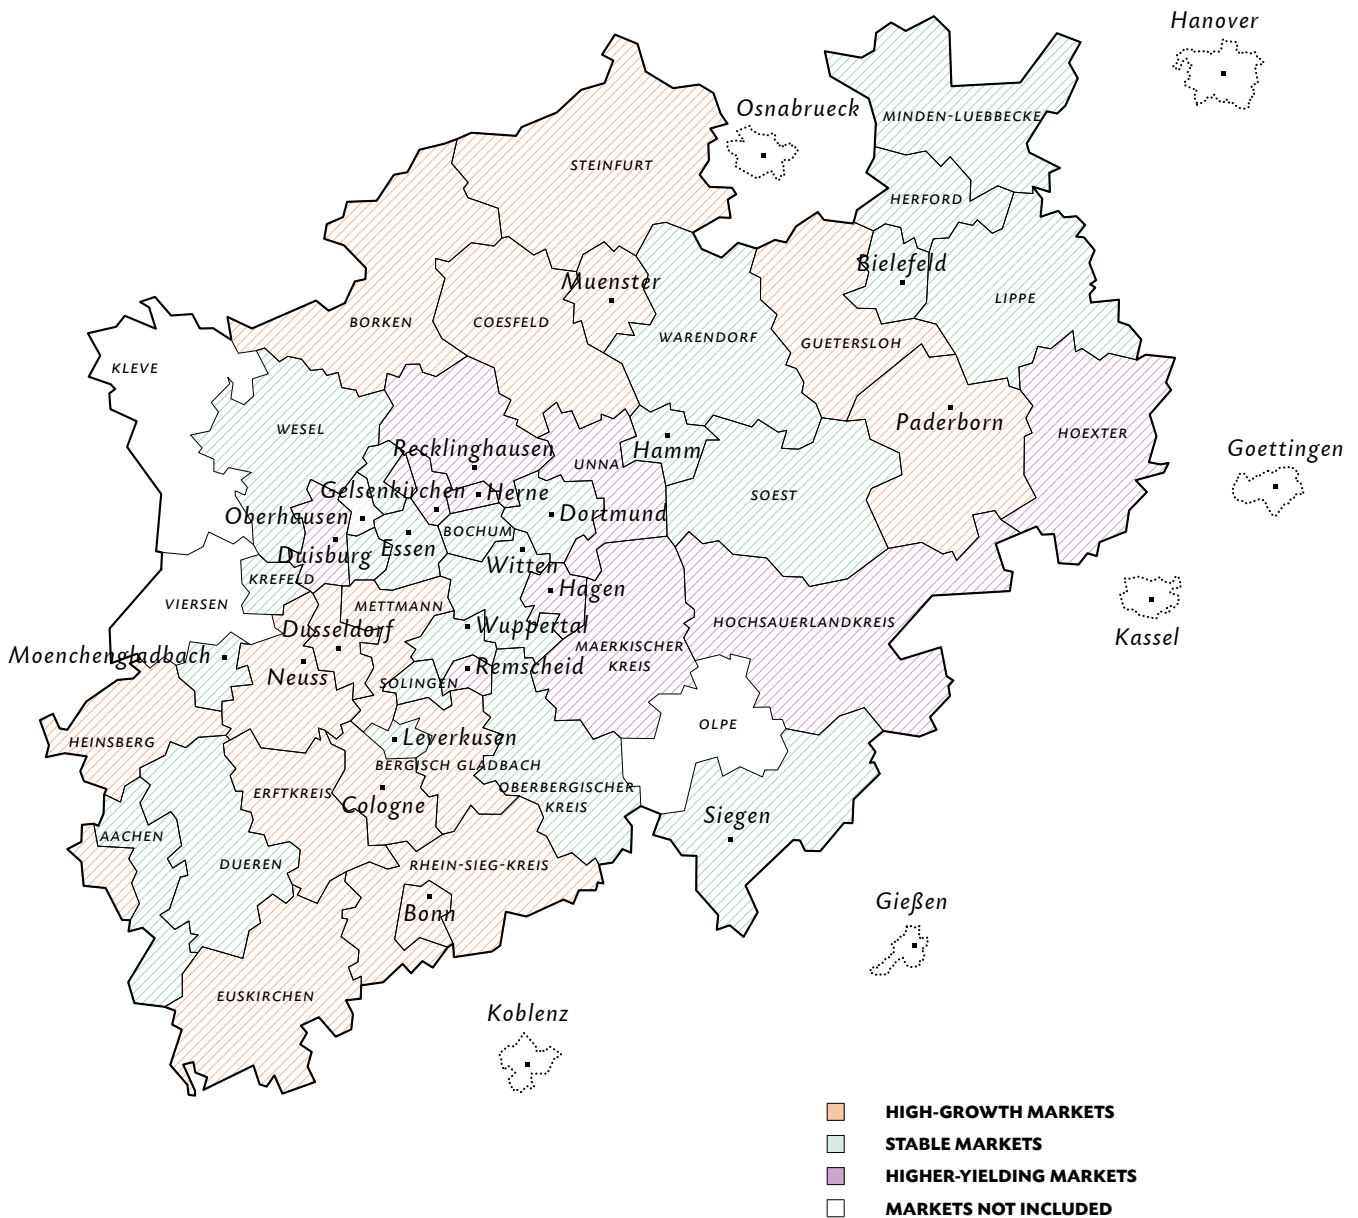 Hanover
Osnabrueck
MINDEN-LUEBBECKE
STEINFURT
HERFORD
Bielefeld
Muenster
LIPPE
BORKEN
COESFELD
WARENDORF
GUETERSLOH
KLEVE
Paderborn
WESEL
HOEXTER
Recklinghausen
Hamm
Goettingen
UNNA
Gelsenkirchen
Herne
SOEST
Oberhausen
Dortmund
BOCHUM
Duisburg
Essen
Witten
KREFELD
Hagen
VIERSEN
METTMANN
Dusseldorf
Wuppertal
HOCHSAUERLANDKREIS
Kassel
MAERKISCHER
KREIS
Moenchengladbach
Neuss
Remscheid
SOLINGEN
OLPE
HEINSBERG
Leverkusen
BERGISCH GLADBACH
ERFTKREIS
OBERBERGISCHER
KREIS
Cologne
Siegen
AACHEN
DUEREN
RHEIN-SIEG-KREIS
Gießen
Bonn
EUSKIRCHEN
Koblenz
HIGH-GROWTH MARKETS
STABLE MARKETS
HIGHER-YIELDING MARKETS
MARKETS NOT INCLUDED